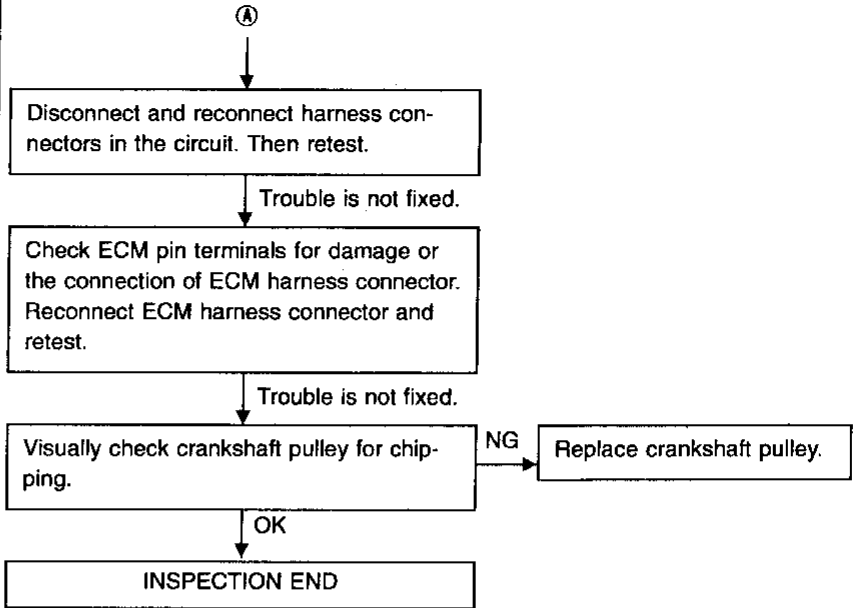 Ⓐ
Disconnect and reconnect harness con-
nectors in the circuit. Then retest.
Trouble is not fixed.
Check ECM pin terminals for damage or
the connection of ECM harness connector.
Reconnect ECM harness connector and
retest.
Trouble is not fixed.
Visually check crankshaft pulley for chip-
ping.
NG
Replace crankshaft pulley.
OK
INSPECTION END